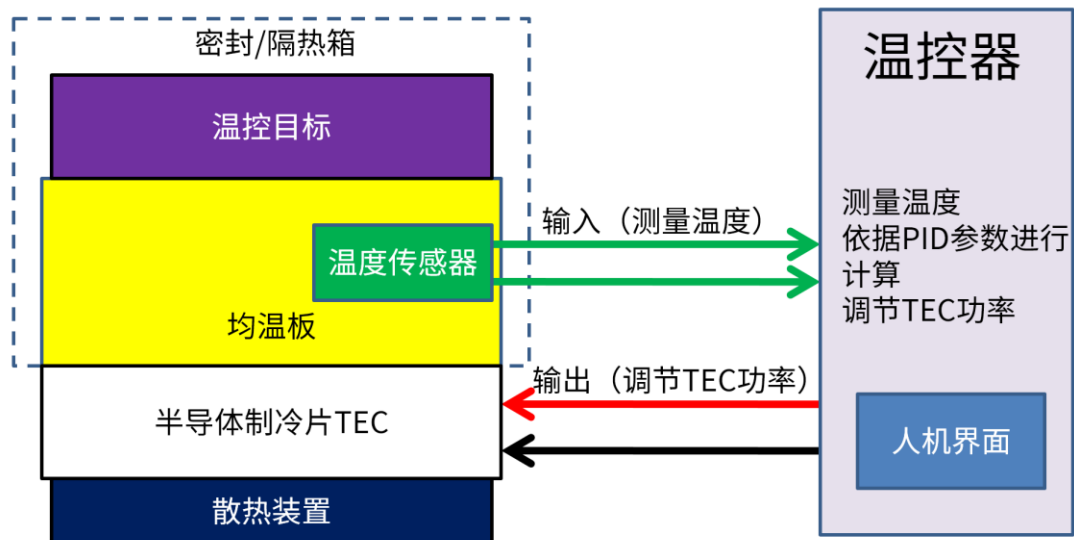 密封/隔热箱
温控目标
温度传感器
均温板
半导体制冷片TEC
散热装置
输入（测量温度）
输出（调节TEC功率）
温控器
测量温度
依据PID参数进行
计算
调节TEC功率
人机界面